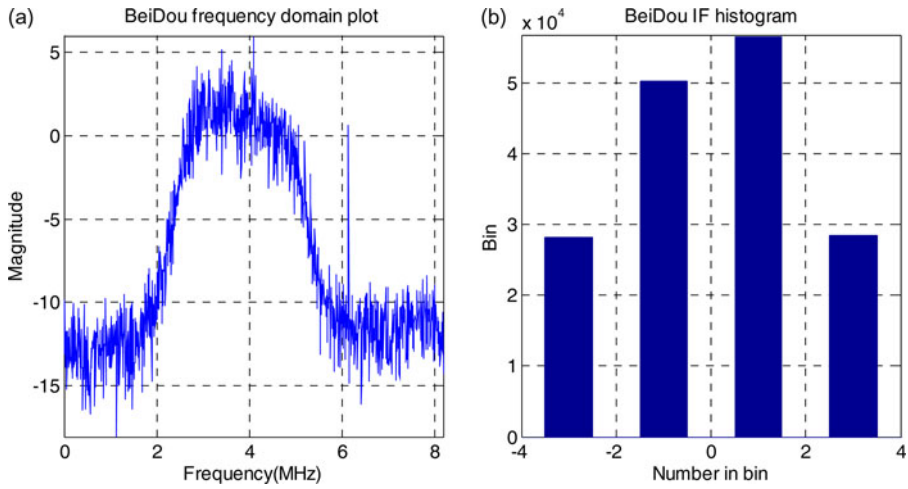 (a)
BeiDou frequency domain plot
5
0
-5
-10
-15
Magnitude
0
2
4
6
8
Frequency(MHz)
(b)
BeiDou IF histogram
x 10⁴
5
4
3
2
1
0
Bin
-4
-2
0
2
4
Number in bin